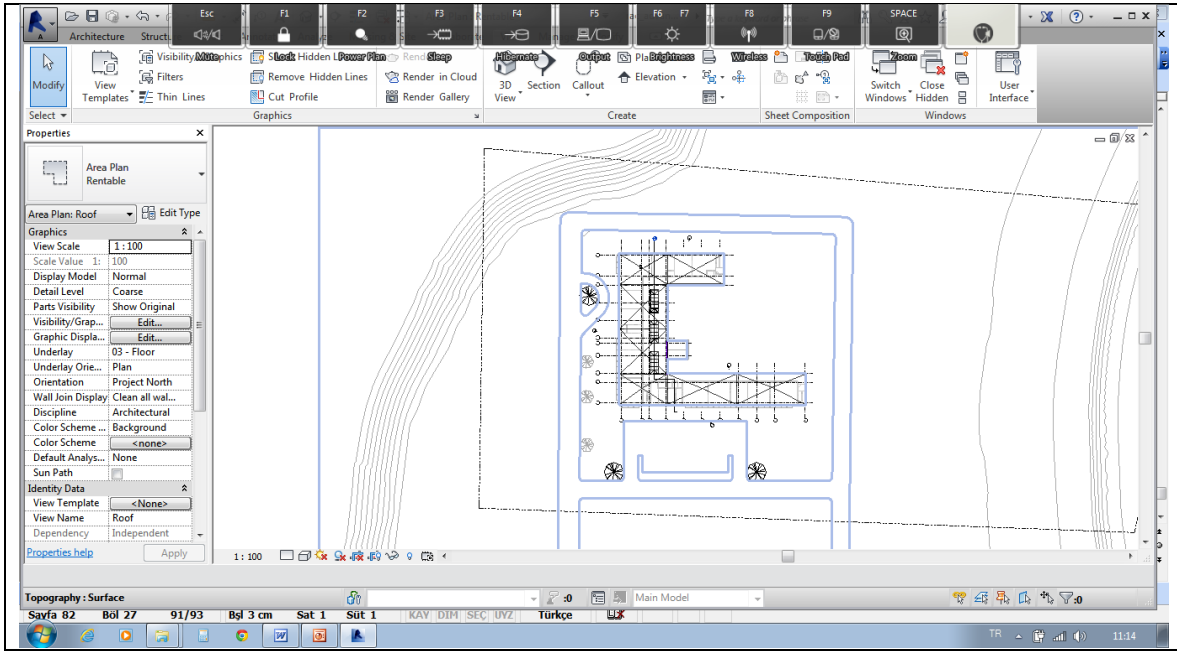 Esc F1 F2 F3 F4 F5 F6 F7 F8 F9 SPACE
Mute Lock Power Plan Sleep Hibernate Output Brightness Wireless Touch Pad Zoom
Architecture
Modify
View
Templates
Filters
Thin Lines
Remove Hidden Lines
Cut Profile
Render in Cloud
Render Gallery
3D
View
Section
Callout
Elevation
Switch
Windows
Close
Hidden
User
Interface
Select Graphics Create Sheet Composition Windows
Properties
Area Plan
Rentable
Area Plan: Roof Edit Type
Graphics
View Scale 1 : 100
Scale Value 1: 100
Display Model Normal
Detail Level Coarse
Parts Visibility Show Original
Visibility/Grap... Edit...
Graphic Displa... Edit...
Underlay 03 - Floor
Underlay Orie... Plan
Orientation Project North
Wall Join Display Clean all wal...
Discipline Architectural
Color Scheme ... Background
Color Scheme <none>
Default Analys... None
Sun Path
Identity Data
View Template <None>
View Name Roof
Dependency Independent
Properties help Apply
1 : 100
Topography : Surface :0 Main Model :0
Sayfa 82 Böl 27 91/93 Bşl 3 cm Sat 1 Süt 1 KAY DIM SEÇ ÜYZ Türkçe
TR 11:14